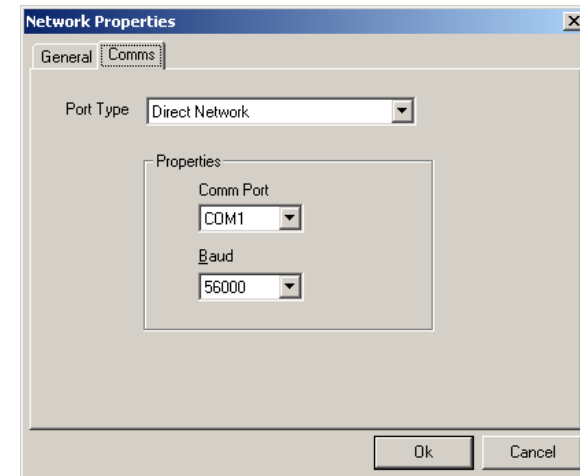 Network Properties
General Comms
Port Type Direct Network
Properties
Comm Port
COM1
Baud
56000
Ok Cancel